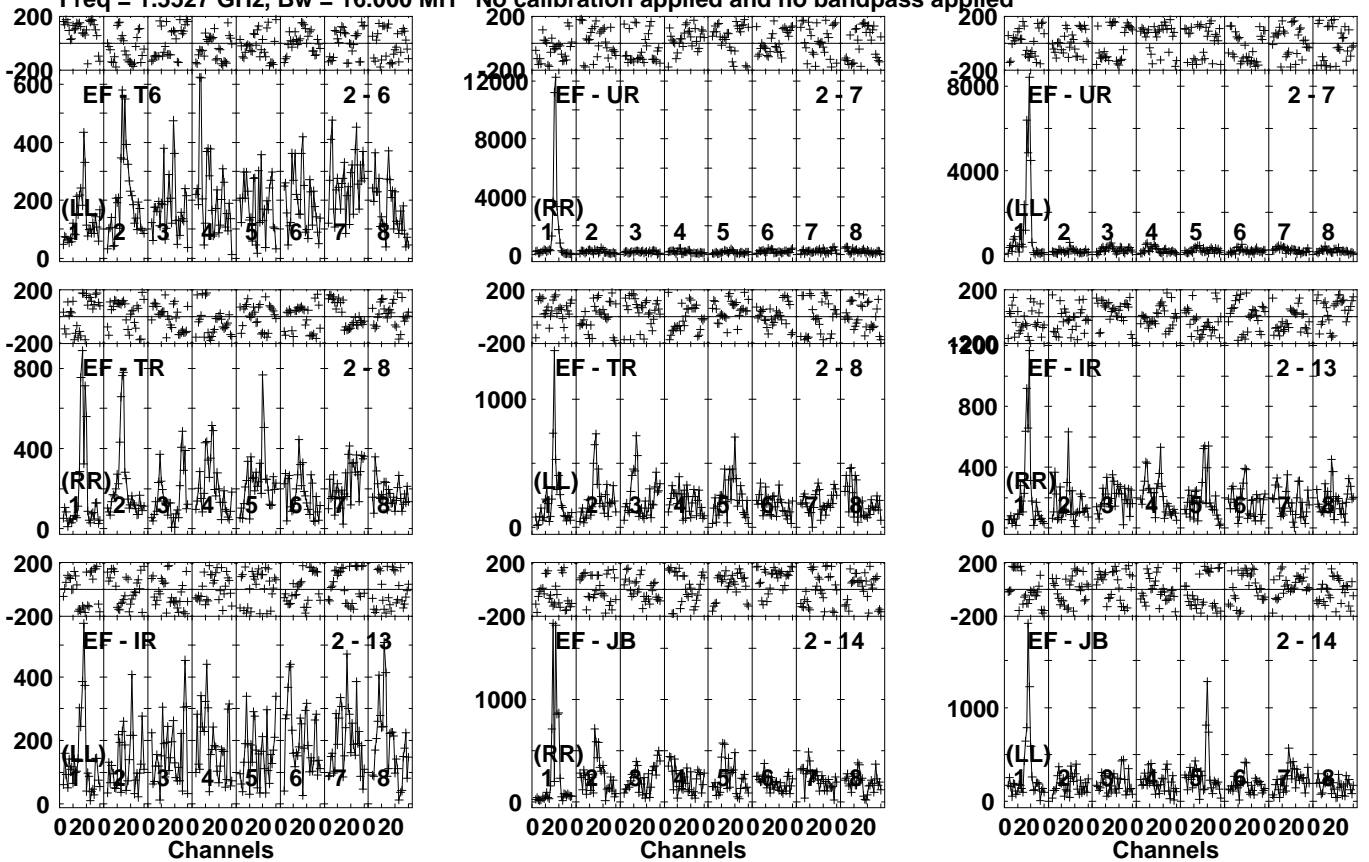 Freq = 1.5527 GHz, Bw = 16.000 MH No calibration applied and no bandpass applied
200 200 200
-200 -200 -200
600 12000 8000
EF - T6 2 - 6 EF - UR 2 - 7 EF - UR 2 - 7
400 8000 4000
200 4000
(LL) (RR) (LL)
1 2 3 4 5 6 7 8 1 2 3 4 5 6 7 8 1 2 3 4 5 6 7 8
0 0 0
200 200 200
-200 -200 -200
1200
EF - TR 2 - 8 EF - TR 2 - 8 EF - IR 2 - 13
800 1000 800
400 400
(RR) (LL) (RR)
1 2 3 4 5 6 7 8 1 2 3 4 5 6 7 8 1 2 3 4 5 6 7 8
0 0 0
200 200 200
-200 -200 -200
EF - IR 2 - 13 EF - JB 2 - 14 EF - JB 2 - 14
400 1000 1000
200
(LL) (RR) (LL)
1 2 3 4 5 6 7 8 1 2 3 4 5 6 7 8 1 2 3 4 5 6 7 8
0 0 0
0 20 0 20 0 20 0 20 0 20 0 20 0 20 0 20 0 20 0 20 0 20 0 20 0 20 0 20 0 20 0 20 0 20 0 20 0 20 0 20 0 20 0 20 0 20 0 20
Channels Channels Channels